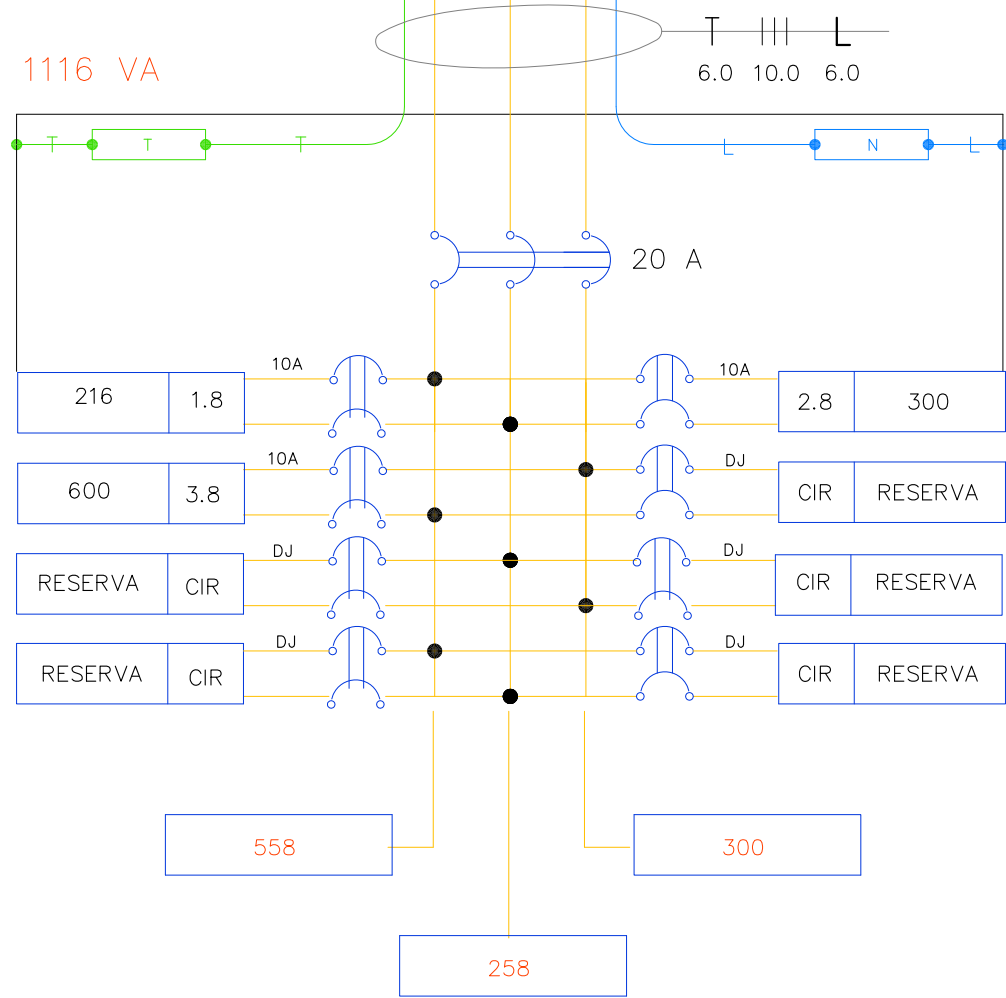 T L
6.0 10.0 6.0
1116 VA
T T T L N L
20 A
10A 10A
216 1.8 2.8 300
10A DJ
600 3.8 CIR RESERVA
DJ DJ
RESERVA CIR CIR RESERVA
DJ DJ
RESERVA CIR CIR RESERVA
558 300
258